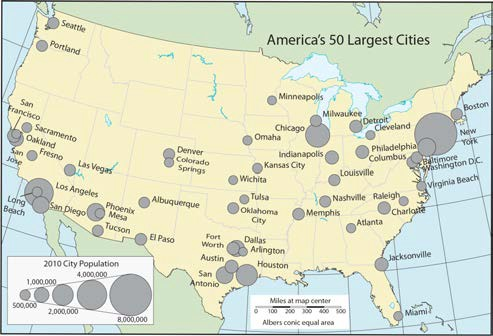 America's 50 Largest Cities
Seattle
Portland
Minneapolis
Milwaukee
Detroit
Boston
San
Francisco
Sacramento
Oakland
San
Jose
Fresno
Las Vegas
Denver
Colorado
Springs
Omaha
Chicago
Cleveland
New
York
Kansas City
Indianapolis
Philadelphia
Columbus
Baltimore
Washington D.C.
Wichita
Louisville
Virginia Beach
Los Angeles
Long
Beach
San Diego
Phoenix
Mesa
Tucson
Albuquerque
El Paso
Tulsa
Oklahoma
City
Nashville
Memphis
Raleigh
Charlotte
Atlanta
Fort
Worth
Dallas
Arlington
Austin
San
Antonio
Houston
Jacksonville
Miami
2010 City Population
500,000
1,000,000
2,000,000
4,000,000
8,000,000
Miles at map center
0 100 200 300 400 500
Albers conic equal area